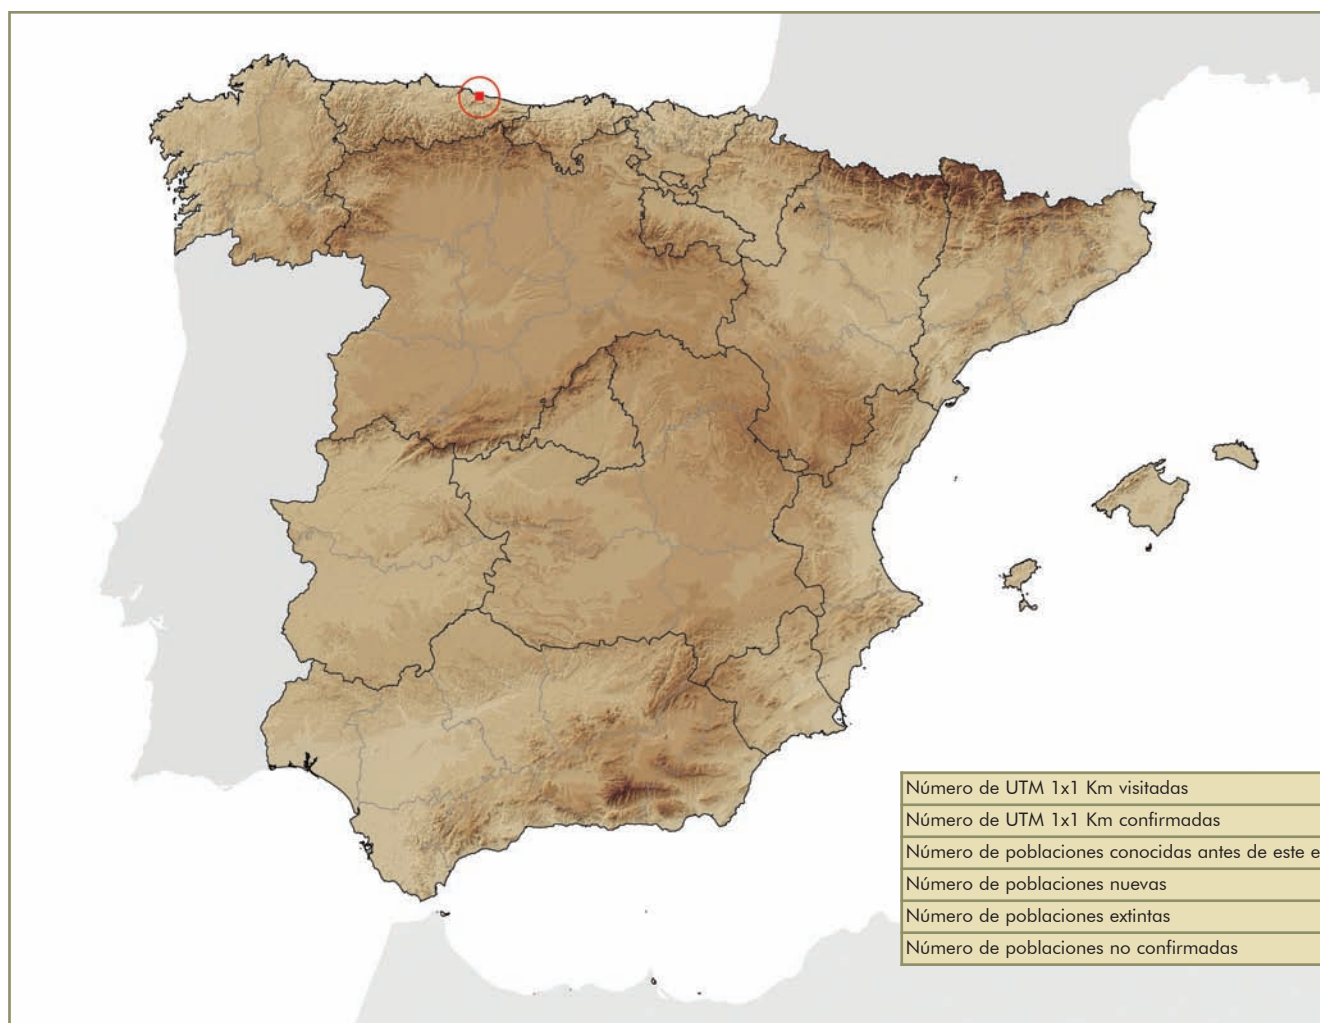 Número de UTM 1x1 Km visitadas
Número de UTM 1x1 Km confirmadas
Número de poblaciones conocidas antes de este e
Número de poblaciones nuevas
Número de poblaciones extintas
Número de poblaciones no confirmadas